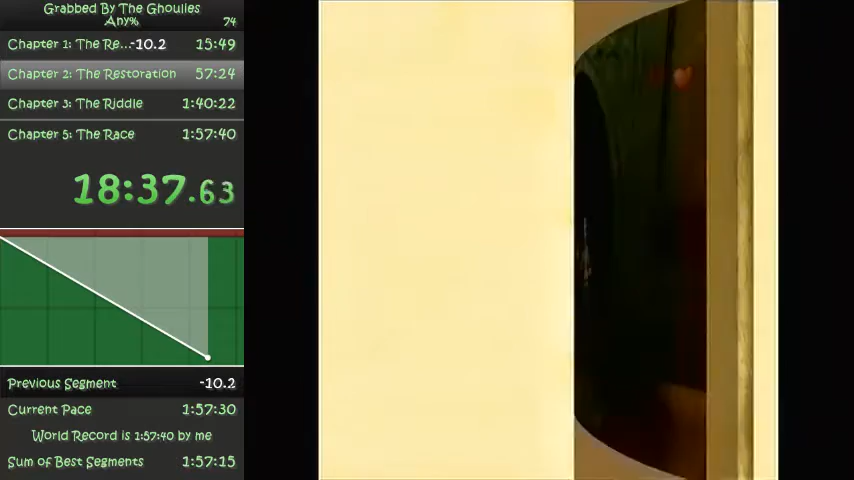 Grabbed By The Ghoulies
Any%
74
Chapter 1: The Re... -10.2 15:49
Chapter 2: The Restoration 57:24
Chapter 3: The Riddle 1:40:22
Chapter 5: The Race 1:57:40
18:37.63
Previous Segment -10.2
Current Pace 1:57:30
World Record is 1:57:40 by me
Sum of Best Segments 1:57:15